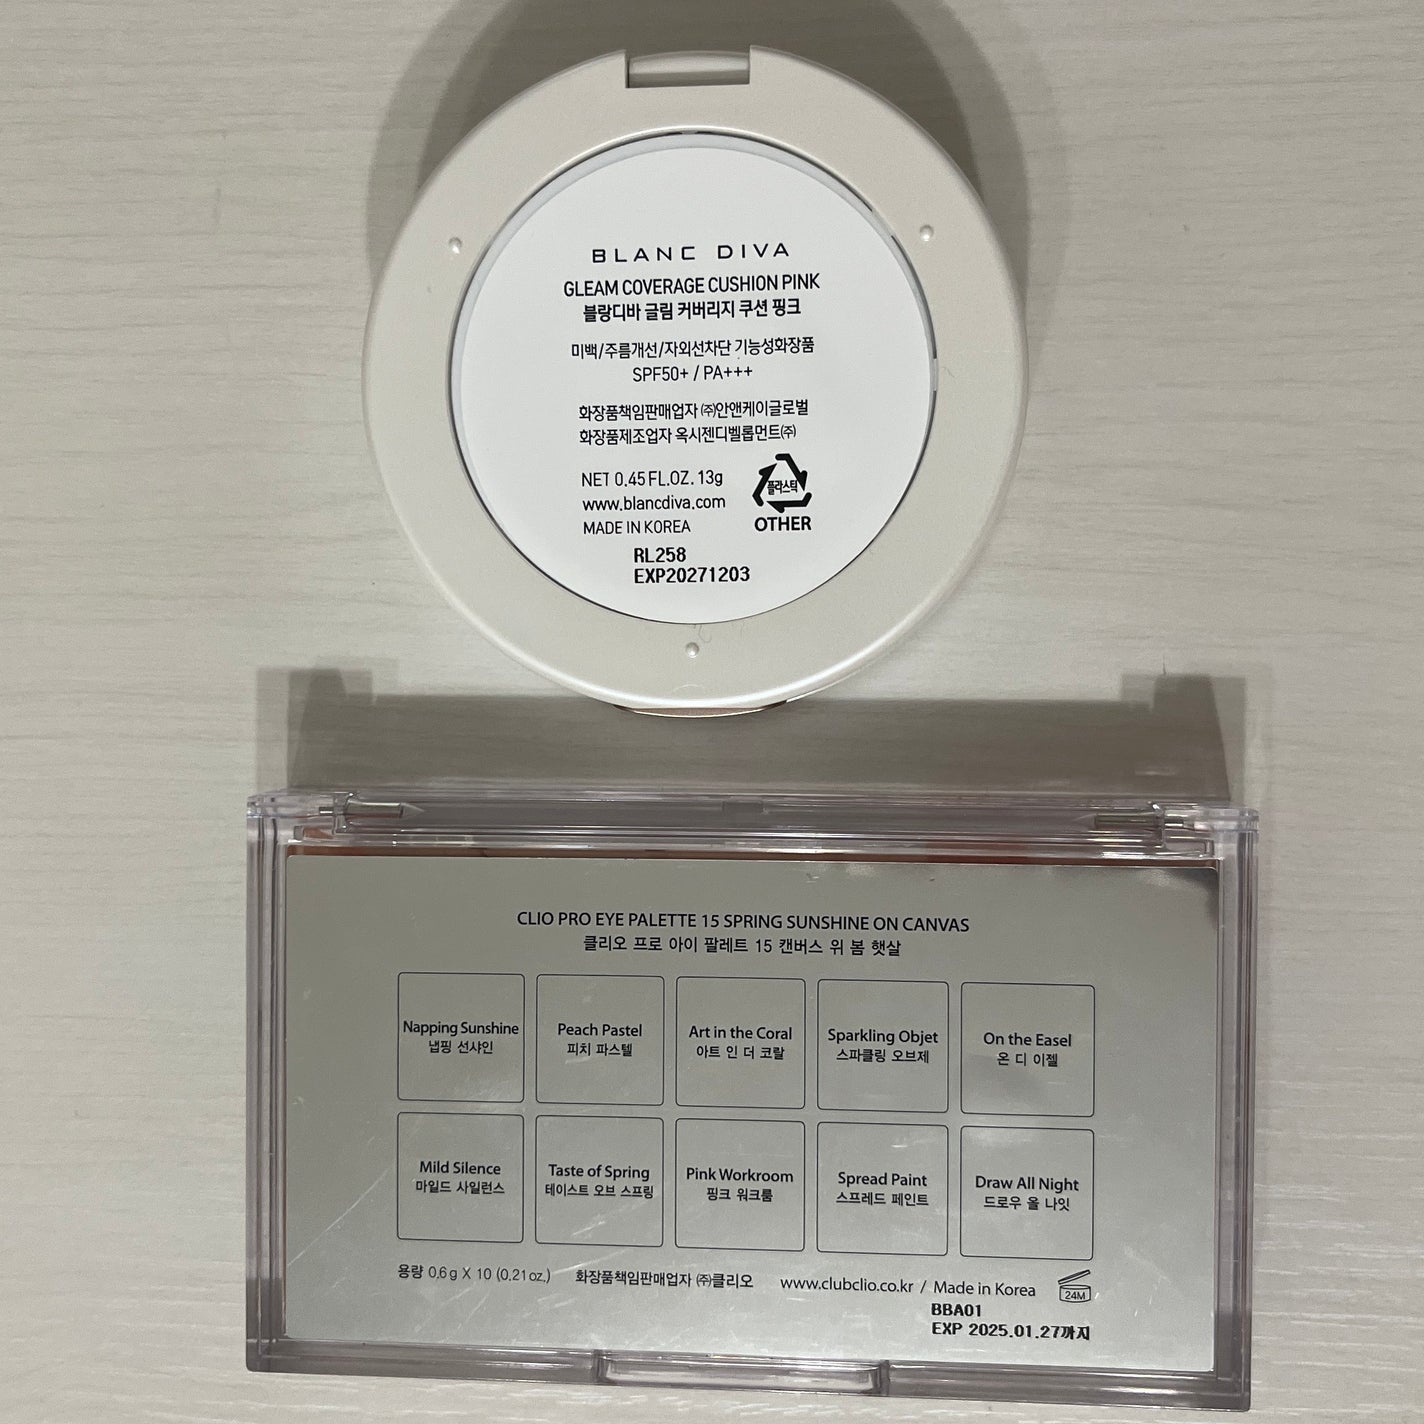 BLANC DIVA
GLEAM COVERAGE CUSHION PINK
블랑디바 글림 커버리지 쿠션 핑크
미백/주름개선/자외선차단 기능성화장품
SPF50+ / PA+++
화장품책임판매업자 ㈜안앤케이글로벌
화장품제조업자 옥시젠디벨롭먼트㈜
NET 0.45 FL.OZ. 13g
www.blancdiva.com
MADE IN KOREA
플라스틱
OTHER
RL258
EXP20271203
CLIO PRO EYE PALETTE 15 SPRING SUNSHINE ON CANVAS
클리오 프로 아이 팔레트 15 캔버스 위 봄 햇살
Napping Sunshine
냅핑 선샤인
Peach Pastel
피치 파스텔
Art in the Coral
아트 인 더 코랄
Sparkling Objet
스파클링 오브제
On the Easel
온 디 이젤
Mild Silence
마일드 사일런스
Taste of Spring
테이스트 오브 스프링
Pink Workroom
핑크 워크룸
Spread Paint
스프레드 페인트
Draw All Night
드로우 올 나잇
용량 0.6 g X 10 (0.21 oz.) 화장품책임판매업자 ㈜클리오 www.clubclio.co.kr / Made in Korea 24M
BBA01
EXP 2025.01.27까지